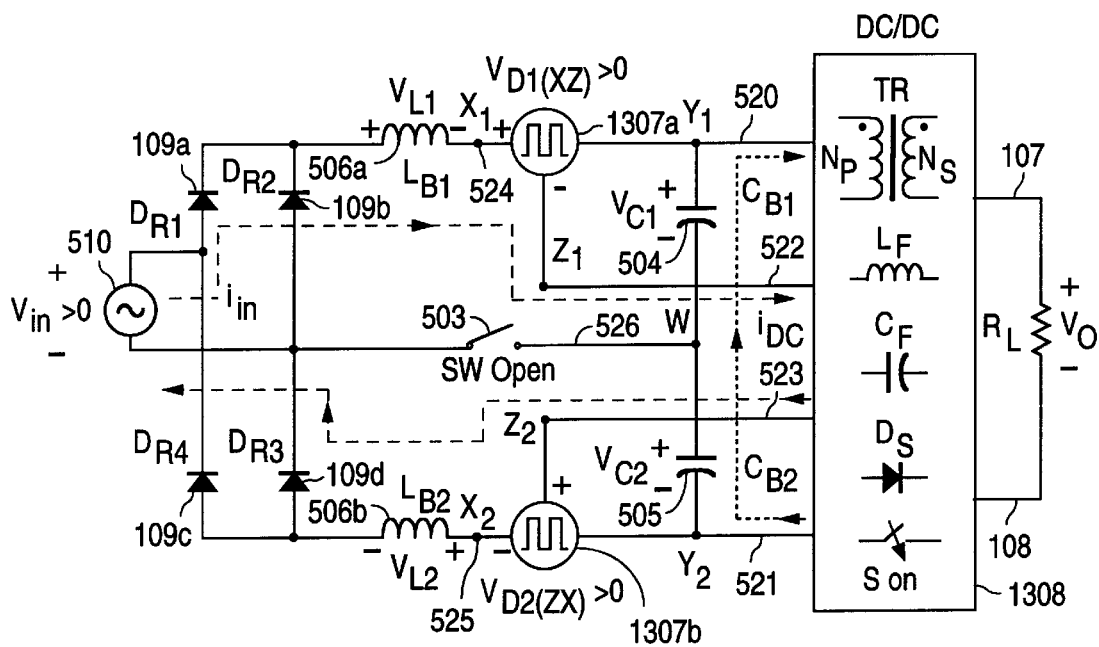 DC/DC
V_D1(XZ) >0
V_L1
X_1
1307a
Y_1
520
+
-
+
TR
109a
506a
L_B1
524
-
N_P
N_S
107
D_R2
109b
V_C1
+
-
C_B1
D_R1
504
510
Z_1
522
L_F
+
V_in >0
-
i_in
503
526
W
i_DC
R_L
+
V_O
-
SW Open
C_F
523
Z_2
D_R4
D_R3
109d
L_B2
X_2
+
V_C2
+
-
C_B2
D_S
506b
505
109c
-
V_L2
+
-
Y_2
521
108
525
V_D2(ZX) >0
1307b
S on
1308